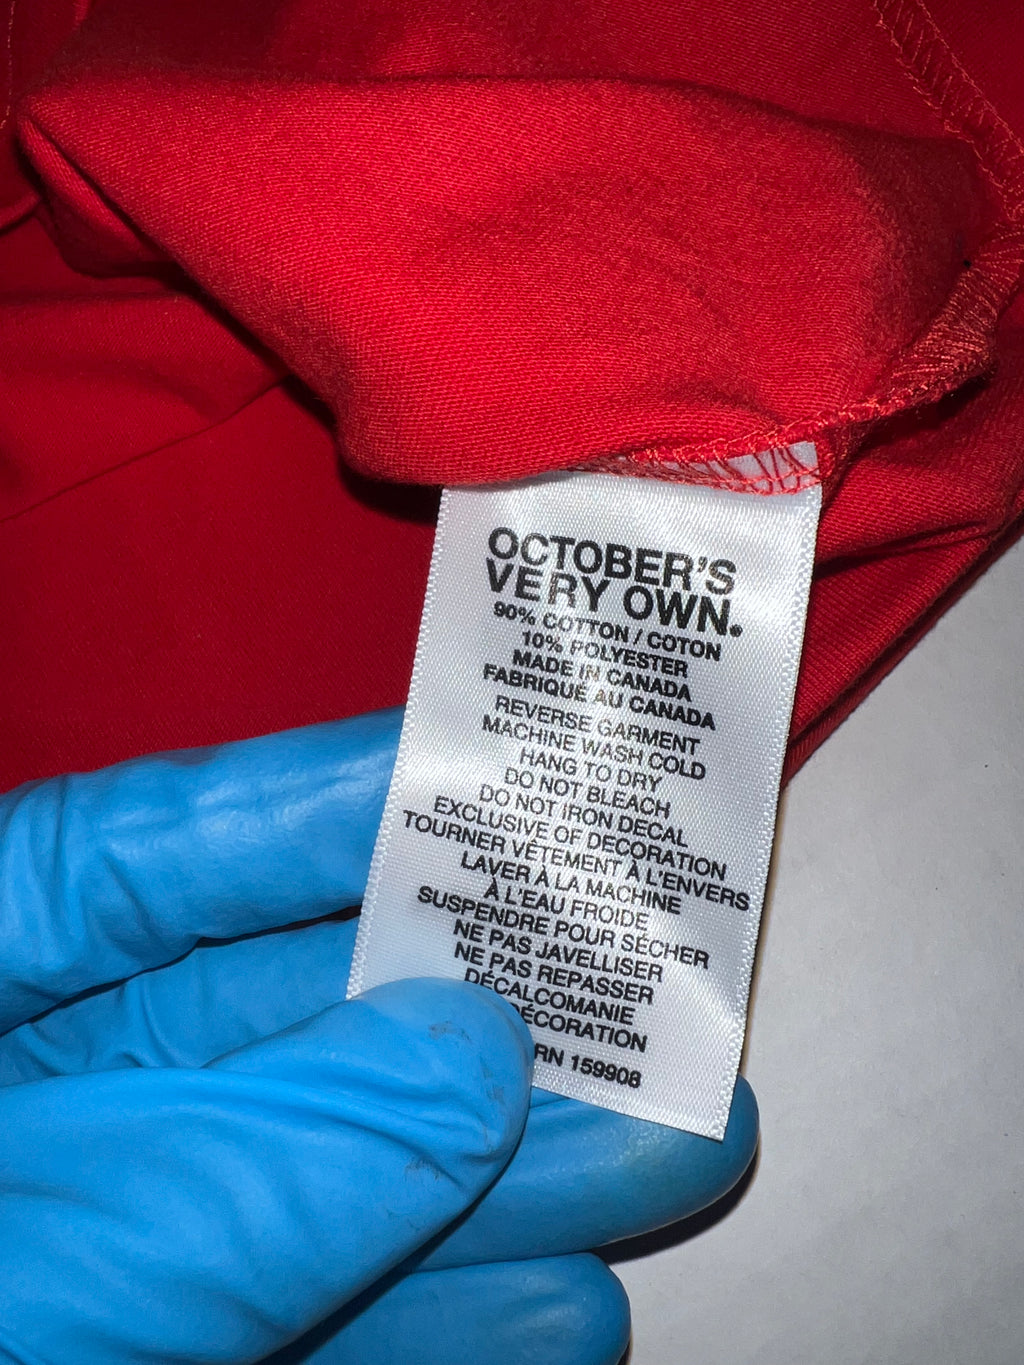 OCTOBER'S
VERY OWN.
90% COTTON / COTON
10% POLYESTER
MADE IN CANADA
FABRIQUÉ AU CANADA
REVERSE GARMENT
MACHINE WASH COLD
HANG TO DRY
DO NOT BLEACH
DO NOT IRON DECAL
EXCLUSIVE OF DECORATION
TOURNER VÊTEMENT À L'ENVERS
LAVER À LA MACHINE
À L'EAU FROIDE
SUSPENDRE POUR SÉCHER
NE PAS JAVELLISER
NE PAS REPASSER
DÉCALCOMANIE
DÉCORATION
RN 159908